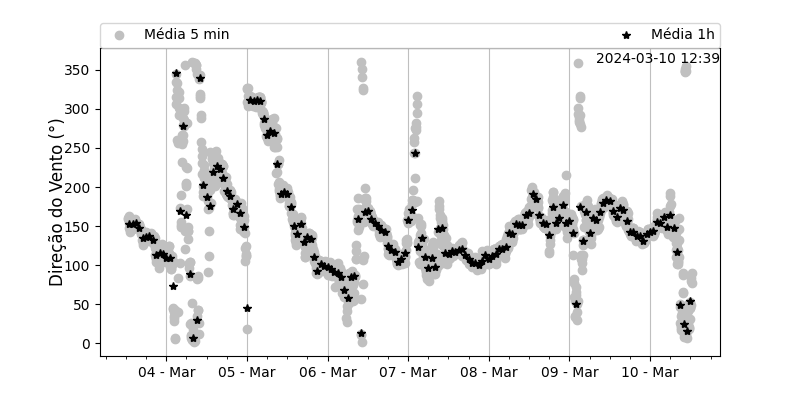 Média 5 min
Média 1h
2024-03-10 12:39
Direção do Vento (°)
350
300
250
200
150
100
50
0
04 - Mar
05 - Mar
06 - Mar
07 - Mar
08 - Mar
09 - Mar
10 - Mar